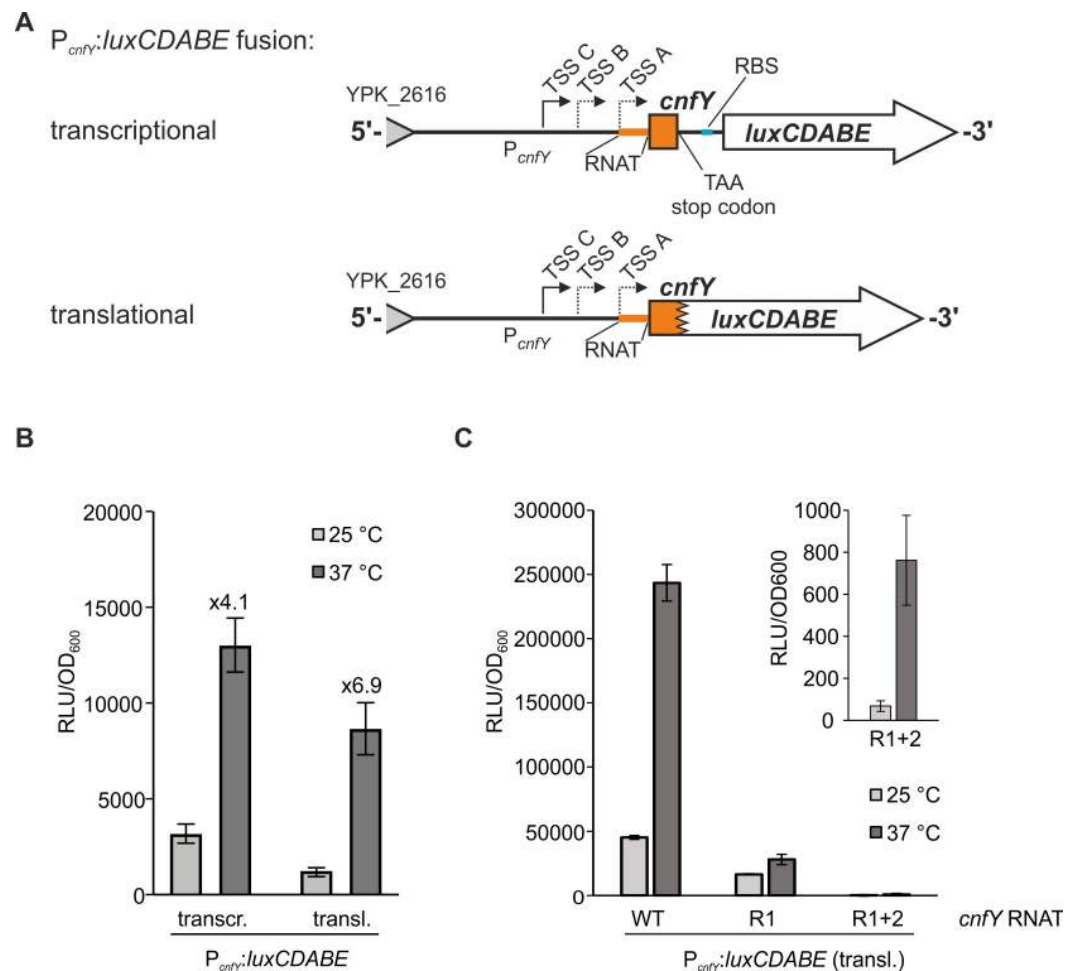 A
PcnfY:luxCDABE fusion:
transcriptional
YPK_2616
5'-
PcnfY
TSS C
TSS B
TSS A
RNAT
cnfY
RBS
TAA
stop codon
luxCDABE
-3'
translational
YPK_2616
5'-
PcnfY
TSS C
TSS B
TSS A
RNAT
cnfY
luxCDABE
-3'
B
RLU/OD600
20000
15000
10000
5000
0
25 °C
37 °C
x4.1
x6.9
transcr.
transl.
PcnfY:luxCDABE
C
RLU/OD600
300000
250000
200000
150000
100000
50000
0
RLU/OD600
1000
800
600
400
200
0
R1+2
25 °C
37 °C
WT
R1
R1+2
cnfY RNAT
PcnfY:luxCDABE (transl.)